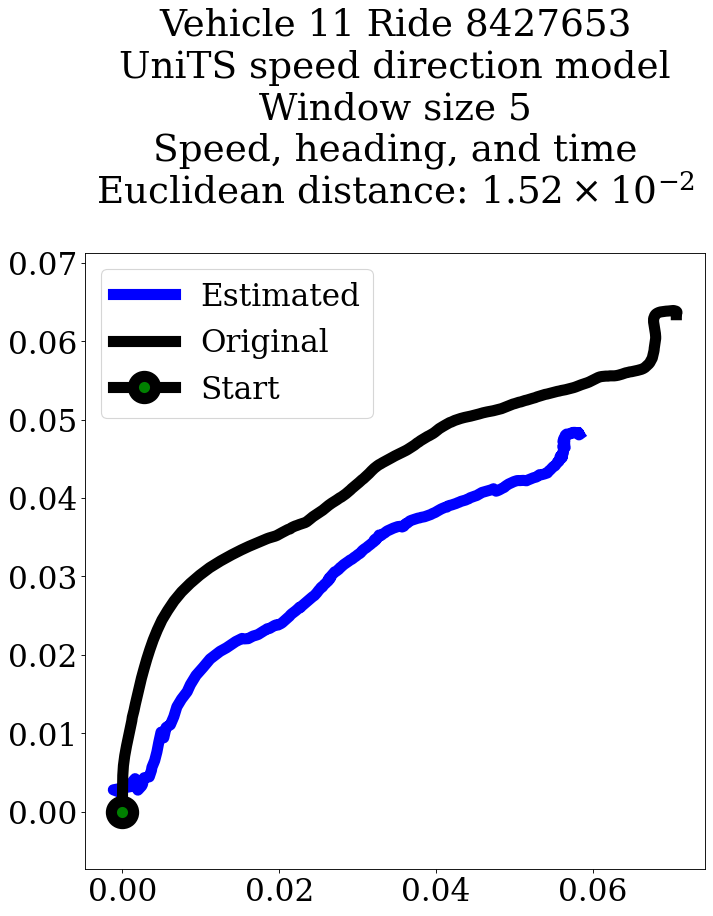 Vehicle 11 Ride 8427653
UniTS speed direction model
Window size 5
Speed, heading, and time
Euclidean distance: 1.52 × 10⁻²
0.07
0.06
0.05
0.04
0.03
0.02
0.01
0.00
Estimated
Original
Start
0.00 0.02 0.04 0.06